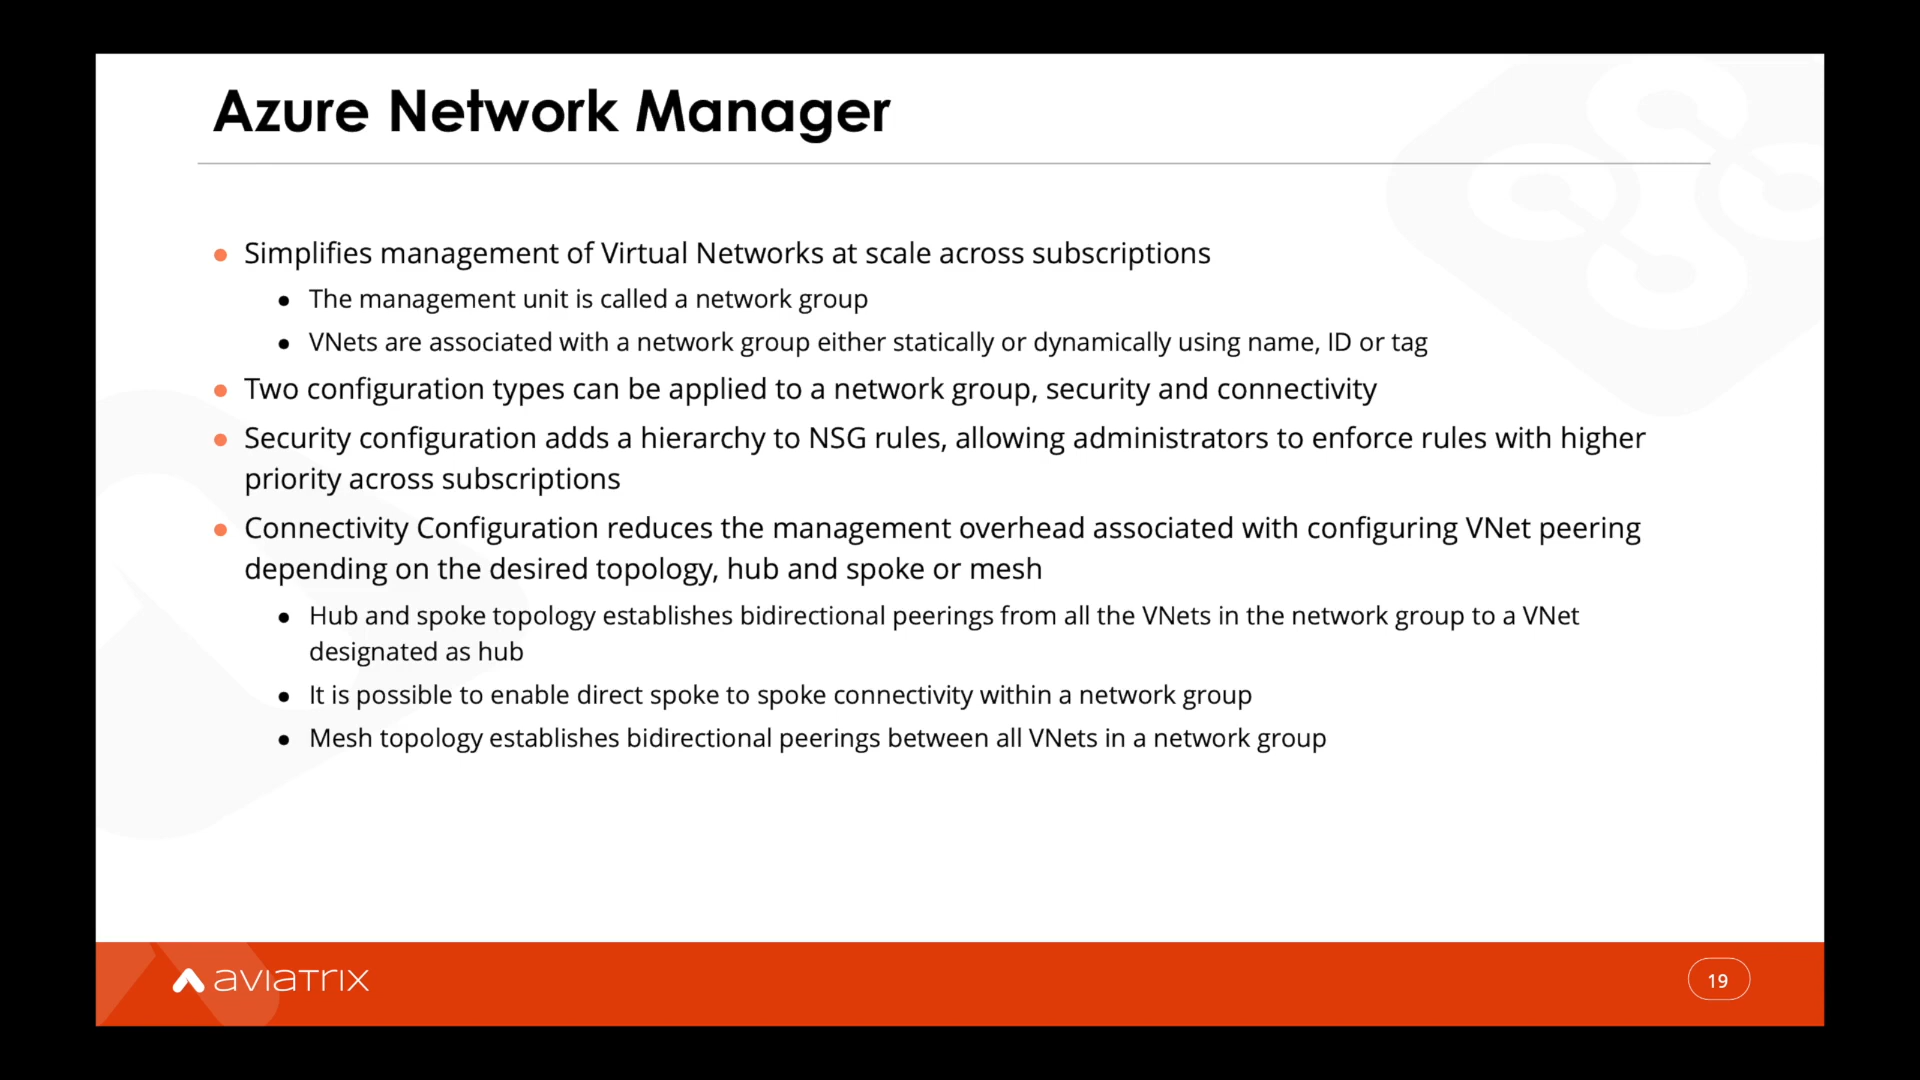 Azure Network Manager
● Simplifies management of Virtual Networks at scale across subscriptions
● The management unit is called a network group
● VNets are associated with a network group either statically or dynamically using name, ID or tag
● Two configuration types can be applied to a network group, security and connectivity
● Security configuration adds a hierarchy to NSG rules, allowing administrators to enforce rules with higher
priority across subscriptions
● Connectivity Configuration reduces the management overhead associated with configuring VNet peering
depending on the desired topology, hub and spoke or mesh
● Hub and spoke topology establishes bidirectional peerings from all the VNets in the network group to a VNet
designated as hub
● It is possible to enable direct spoke to spoke connectivity within a network group
● Mesh topology establishes bidirectional peerings between all VNets in a network group
aviatrix
19